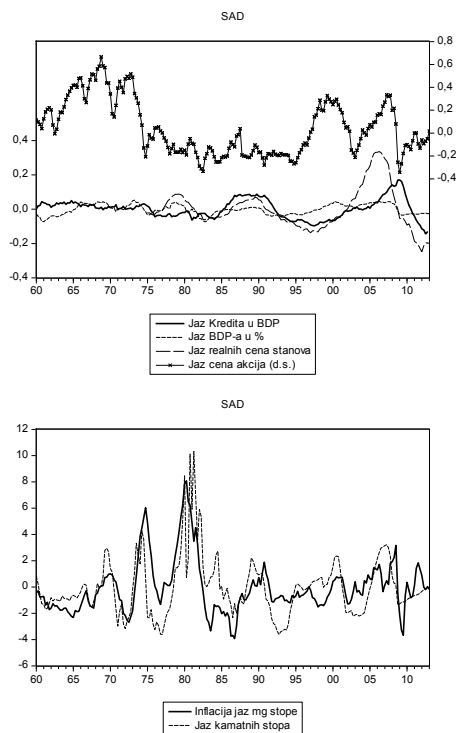 SAD
0,8
0,6
0,4
0,2
0,0
-0,2
-0,4
0,4
0,2
0,0
-0,2
-0,4
60 65 70 75 80 85 90 95 00 05 10
Jaz Kredita u BDP
Jaz BDP-a u %
Jaz realnih cena stanova
Jaz cena akcija (d.s.)
SAD
12
10
8
6
4
2
0
-2
-4
-6
60 65 70 75 80 85 90 95 00 05 10
Inflacija jaz mg stope
Jaz kamatnih stopa